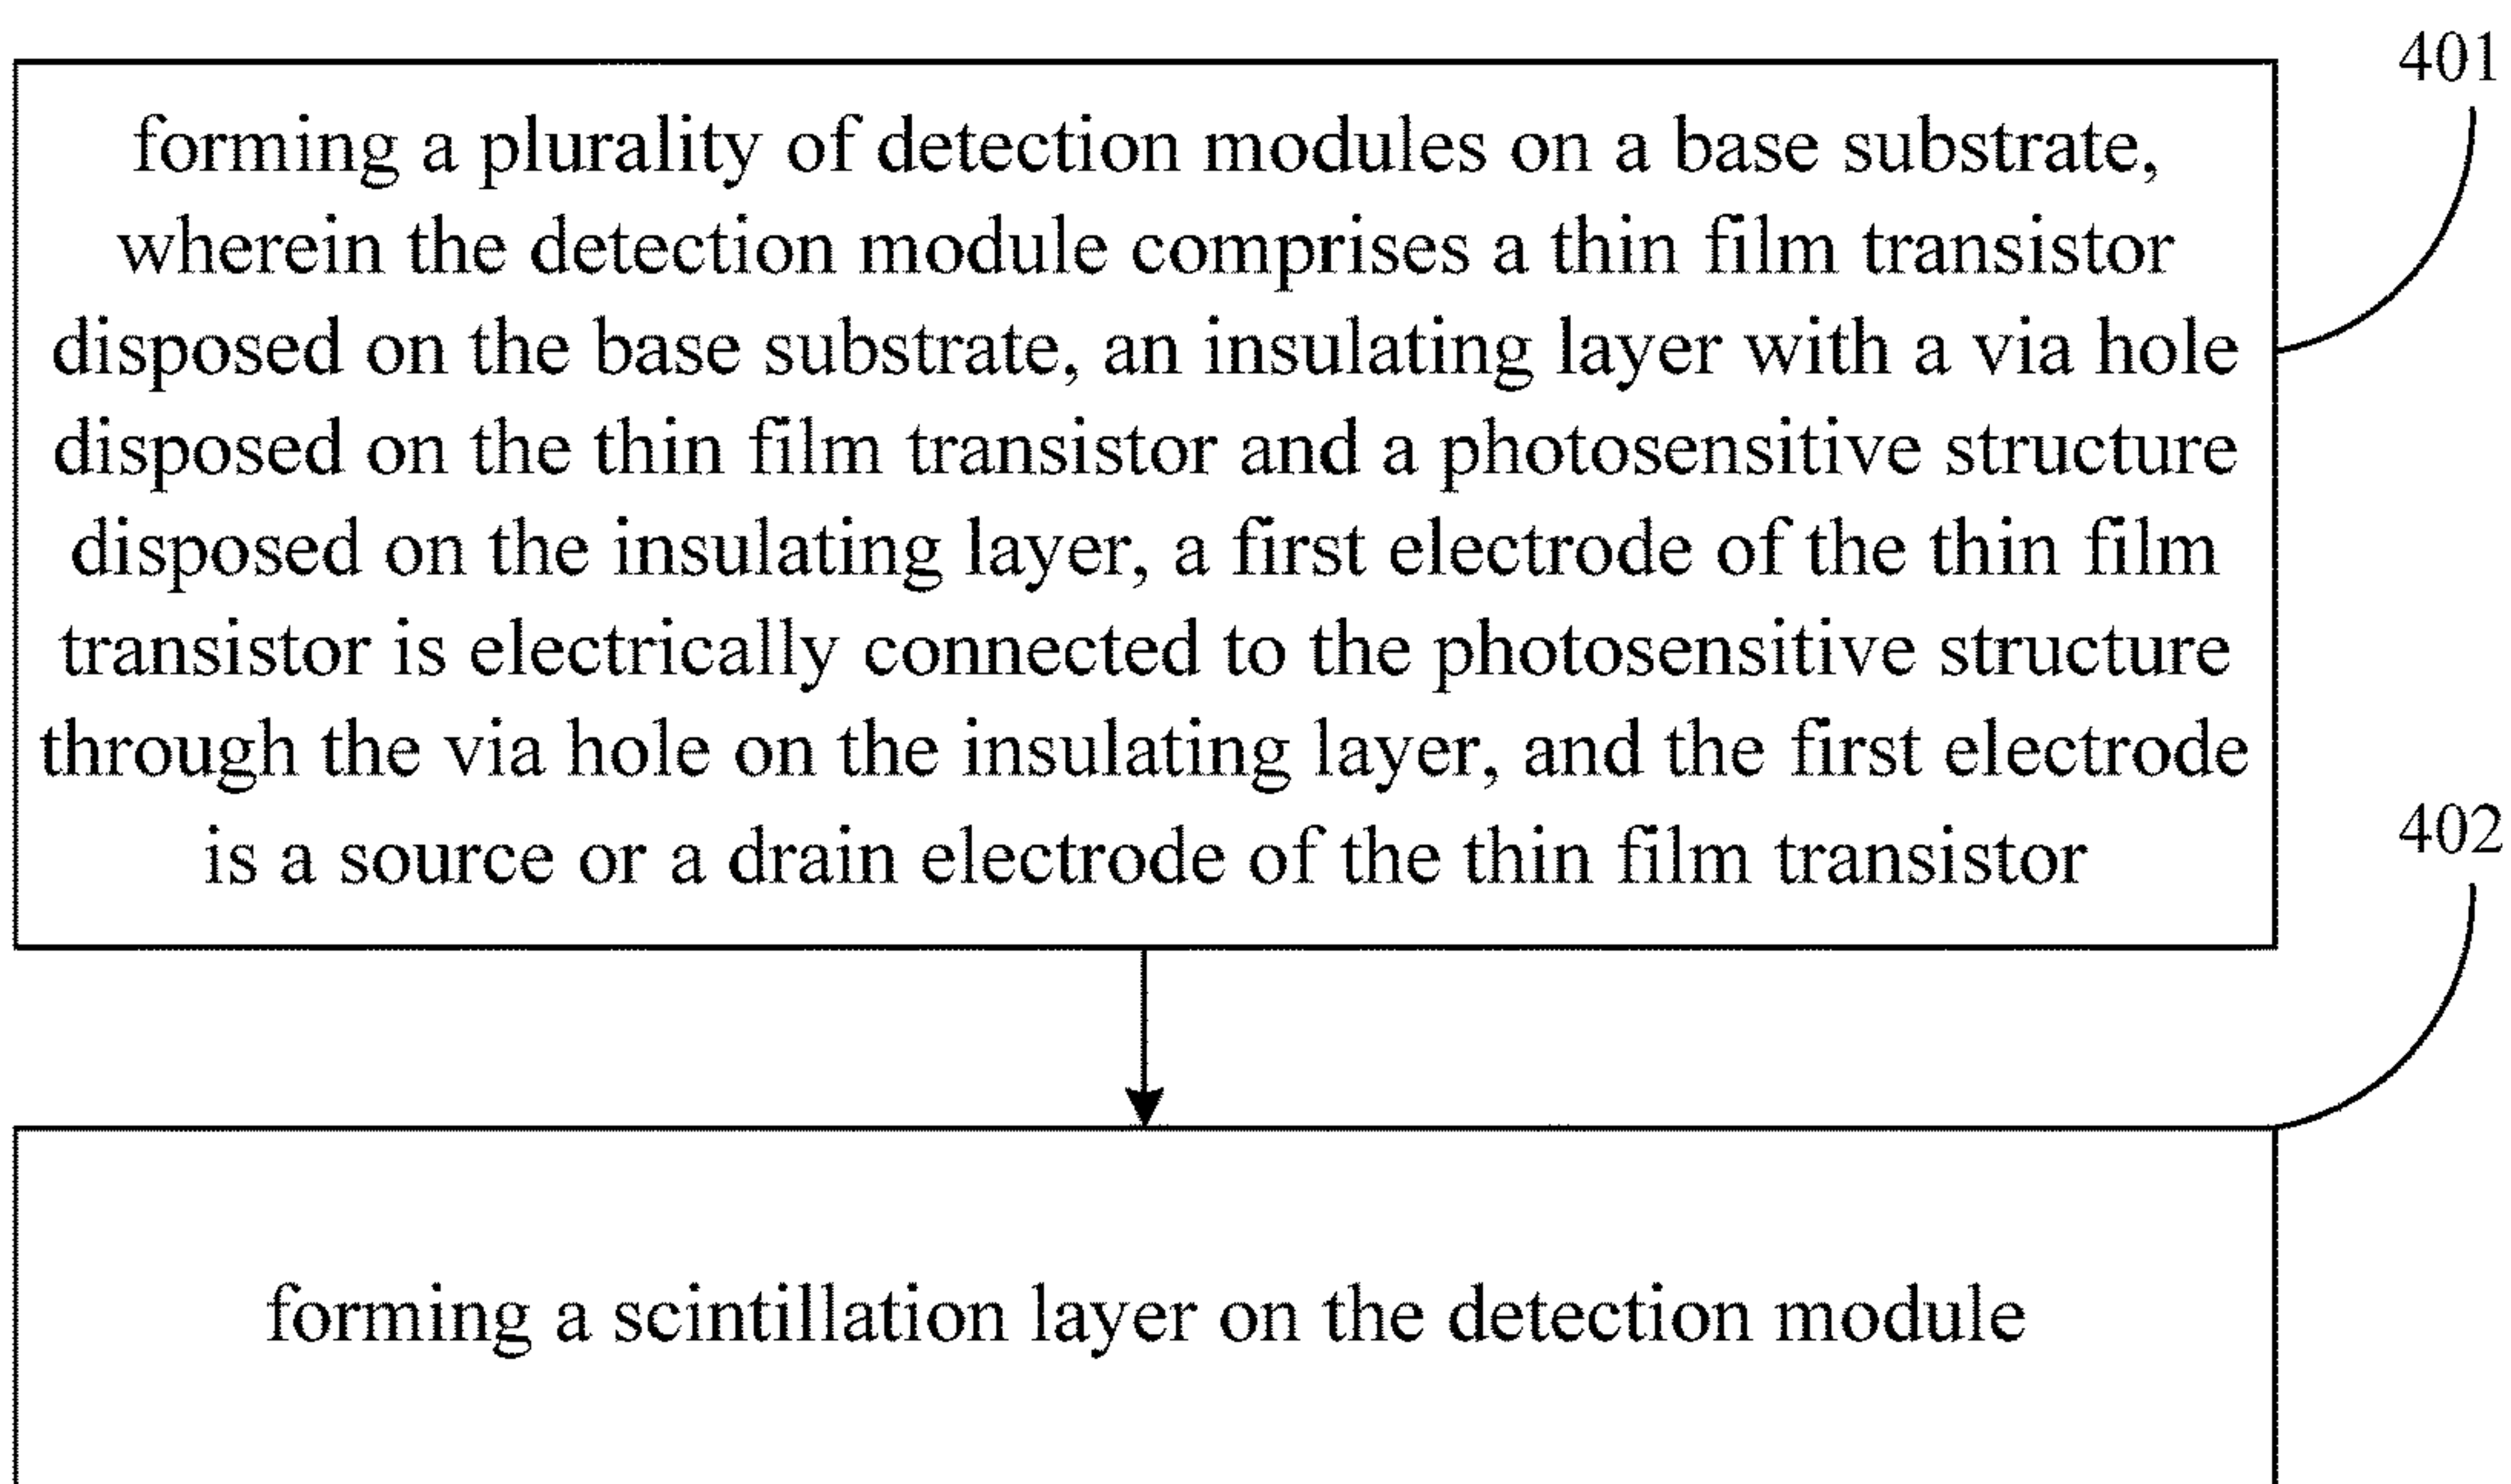 401
forming a plurality of detection modules on a base substrate,
wherein the detection module comprises a thin film transistor
disposed on the base substrate, an insulating layer with a via hole
disposed on the thin film transistor and a photosensitive structure
disposed on the insulating layer, a first electrode of the thin film
transistor is electrically connected to the photosensitive structure
through the via hole on the insulating layer, and the first electrode
is a source or a drain electrode of the thin film transistor
402
forming a scintillation layer on the detection module